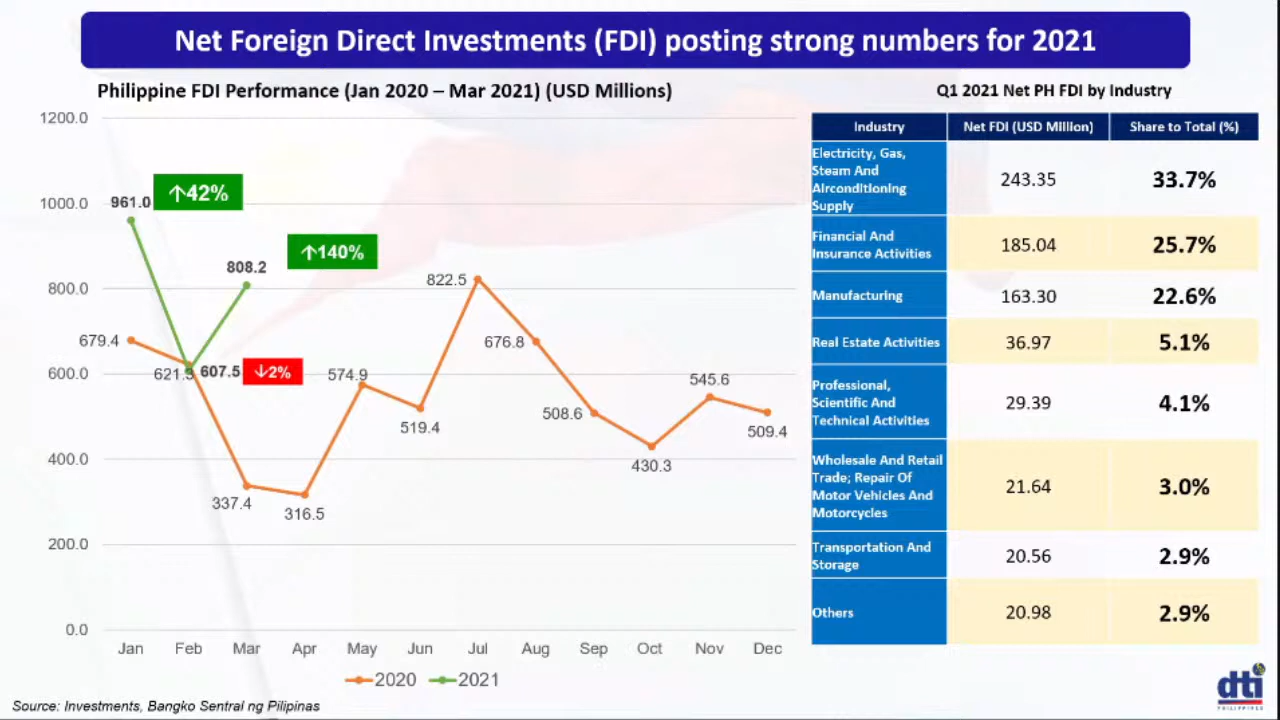 Net Foreign Direct Investments (FDI) posting strong numbers for 2021
Philippine FDI Performance (Jan 2020 – Mar 2021) (USD Millions)
1200.0
1000.0
800.0
600.0
400.0
200.0
0.0
961.0
↑42%
↑140%
808.2
822.5
679.4
676.8
621.3
607.5
↓2%
574.9
545.6
508.6
519.4
509.4
430.3
337.4
316.5
Jan Feb Mar Apr May Jun Jul Aug Sep Oct Nov Dec
2020 2021
Source: Investments, Bangko Sentral ng Pilipinas
Q1 2021 Net PH FDI by Industry
Industry Net FDI (USD Million) Share to Total (%)
Electricity, Gas,
Steam And
Airconditioning
Supply
243.35 33.7%
Financial And
Insurance Activities
185.04 25.7%
Manufacturing 163.30 22.6%
Real Estate Activities 36.97 5.1%
Professional,
Scientific And
Technical Activities
29.39 4.1%
Wholesale And Retail
Trade; Repair Of
Motor Vehicles And
Motorcycles
21.64 3.0%
Transportation And
Storage
20.56 2.9%
Others 20.98 2.9%
dti
PHILIPPINES